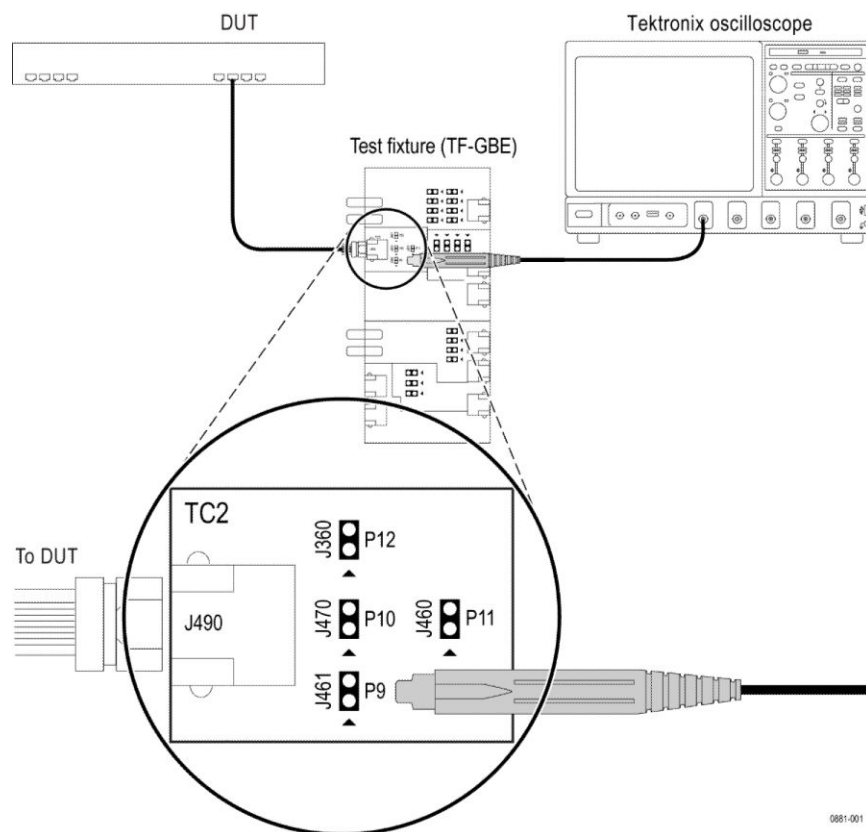 DUT
Tektronix oscilloscope
Test fixture (TF-GBE)
TC2
To DUT
J490
J360
P12
J470
P10
J460
P11
J461
P9
0881-001